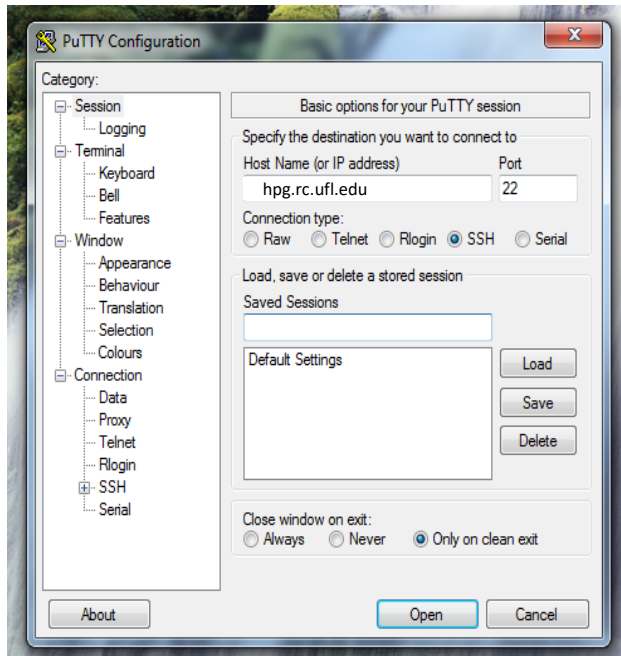 PuTTY Configuration
X
Category:
Session
Logging
Terminal
Keyboard
Bell
Features
Window
Appearance
Behaviour
Translation
Selection
Colours
Connection
Data
Proxy
Telnet
Rlogin
SSH
Serial
Basic options for your PuTTY session
Specify the destination you want to connect to
Host Name (or IP address) Port
hpg.rc.ufl.edu 22
Connection type:
Raw Telnet Rlogin SSH Serial
Load, save or delete a stored session
Saved Sessions
Default Settings
Load
Save
Delete
Close window on exit:
Always Never Only on clean exit
About Open Cancel